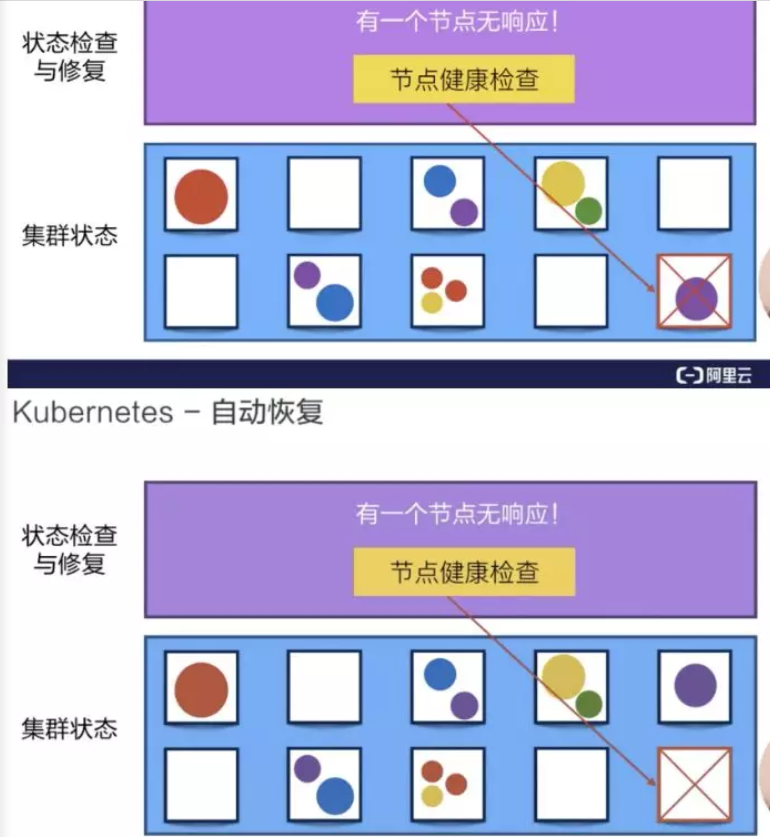 有一个节点无响应！
状态检查
与修复
节点健康检查
集群状态
阿里云
Kubernetes – 自动恢复
有一个节点无响应！
状态检查
与修复
节点健康检查
集群状态